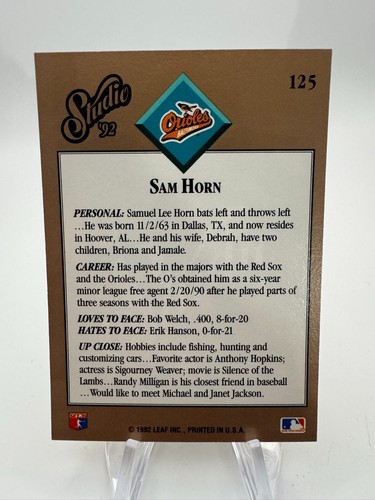 Studio
'92
125
Orioles
SAM HORN
PERSONAL: Samuel Lee Horn bats left and throws left
...He was born 11/2/63 in Dallas, TX, and now resides
in Hoover, AL...He and his wife, Debrah, have two
children, Briona and Jamale.
CAREER: Has played in the majors with the Red Sox
and the Orioles...The O's obtained him as a six-year
minor league free agent 2/20/90 after he played parts of
three seasons with the Red Sox.
LOVES TO FACE: Bob Welch, .400, 8-for-20
HATES TO FACE: Erik Hanson, 0-for-21
UP CLOSE: Hobbies include fishing, hunting and
customizing cars...Favorite actor is Anthony Hopkins;
actress is Sigourney Weaver; movie is Silence of the
Lambs...Randy Milligan is his closest friend in baseball
...Would like to meet Michael and Janet Jackson.
© 1992 LEAF INC., PRINTED IN U.S.A.